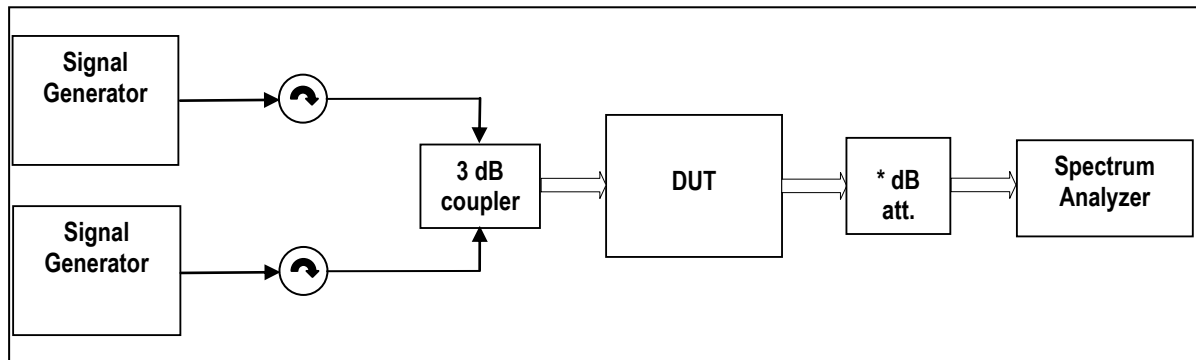 Signal
Generator
3 dB
coupler
DUT
* dB
att.
Spectrum
Analyzer
Signal
Generator